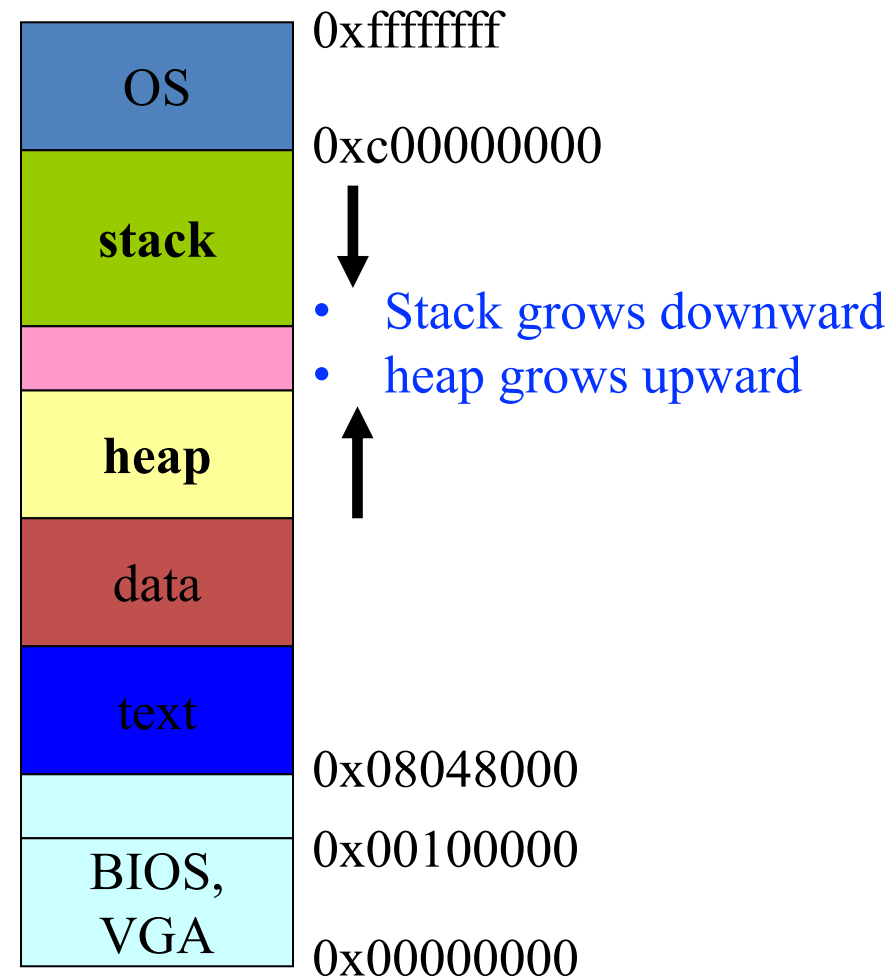 0xffffffff
OS
0xc00000000
stack
• Stack grows downward
• heap grows upward
heap
data
text
0x08048000
0x00100000
BIOS,
VGA
0x00000000